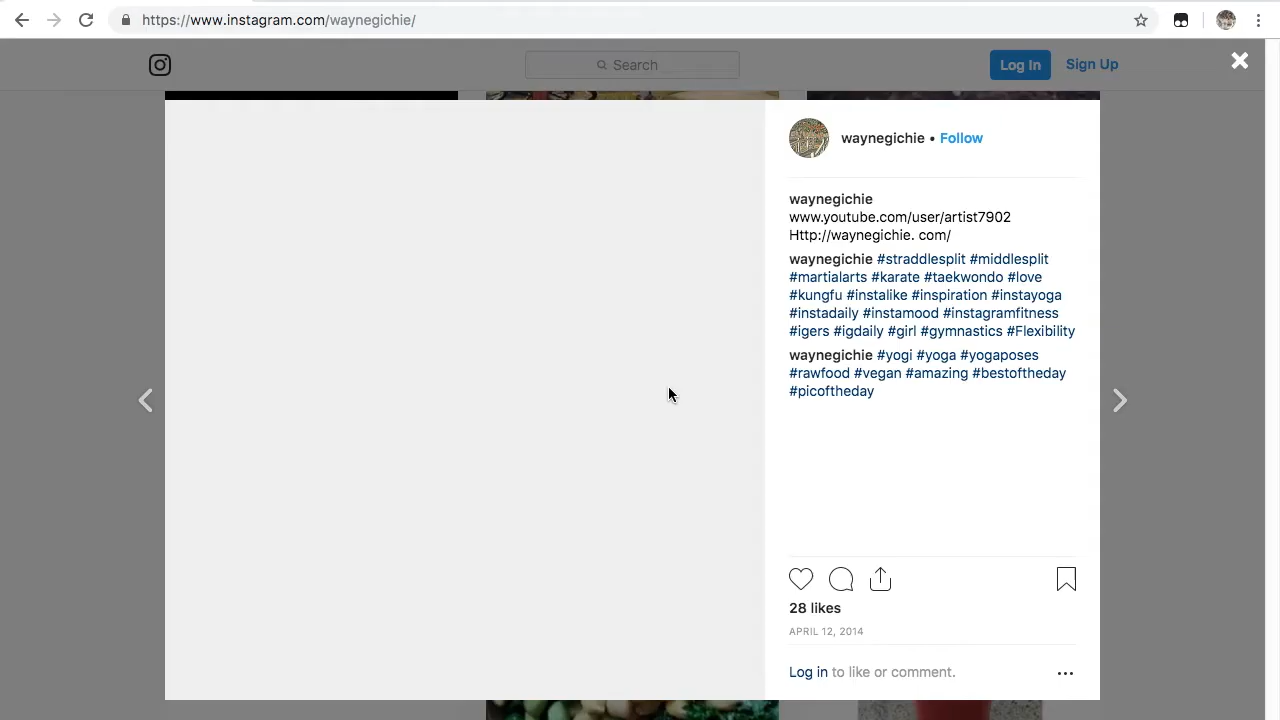 https://www.instagram.com/waynegichie/
Search
Log In
Sign Up
waynegichie • Follow
waynegichie
www.youtube.com/user/artist7902
Http://waynegichie. com/
waynegichie #straddlesplit #middlesplit
#martialarts #karate #taekwondo #love
#kungfu #instalike #inspiration #instayoga
#instadaily #instamood #instagramfitness
#igers #igdaily #girl #gymnastics #Flexibility
waynegichie #yogi #yoga #yogaposes
#rawfood #vegan #amazing #bestoftheday
#picoftheday
28 likes
APRIL 12, 2014
Log in to like or comment.